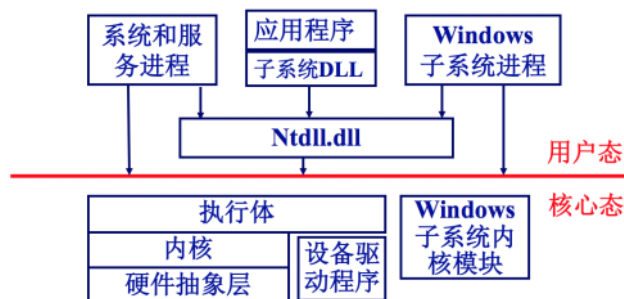 系统和服
务进程
应用程序
子系统DLL
Windows
子系统进程
Ntdll.dll
用户态
核心态
执行体
内核
硬件抽象层
设备驱
动程序
Windows
子系统内
核模块